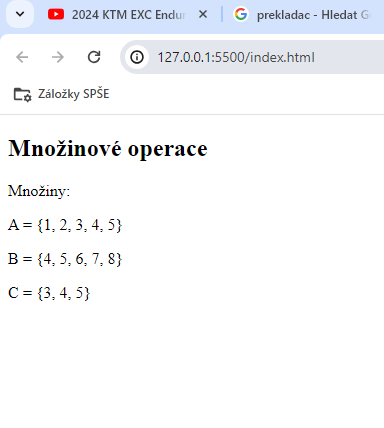 2024 KTM EXC Endu
prekladac - Hledat G
127.0.0.1:5500/index.html
Záložky SPŠE
Množinové operace
Množiny:
A = {1, 2, 3, 4, 5}
B = {4, 5, 6, 7, 8}
C = {3, 4, 5}